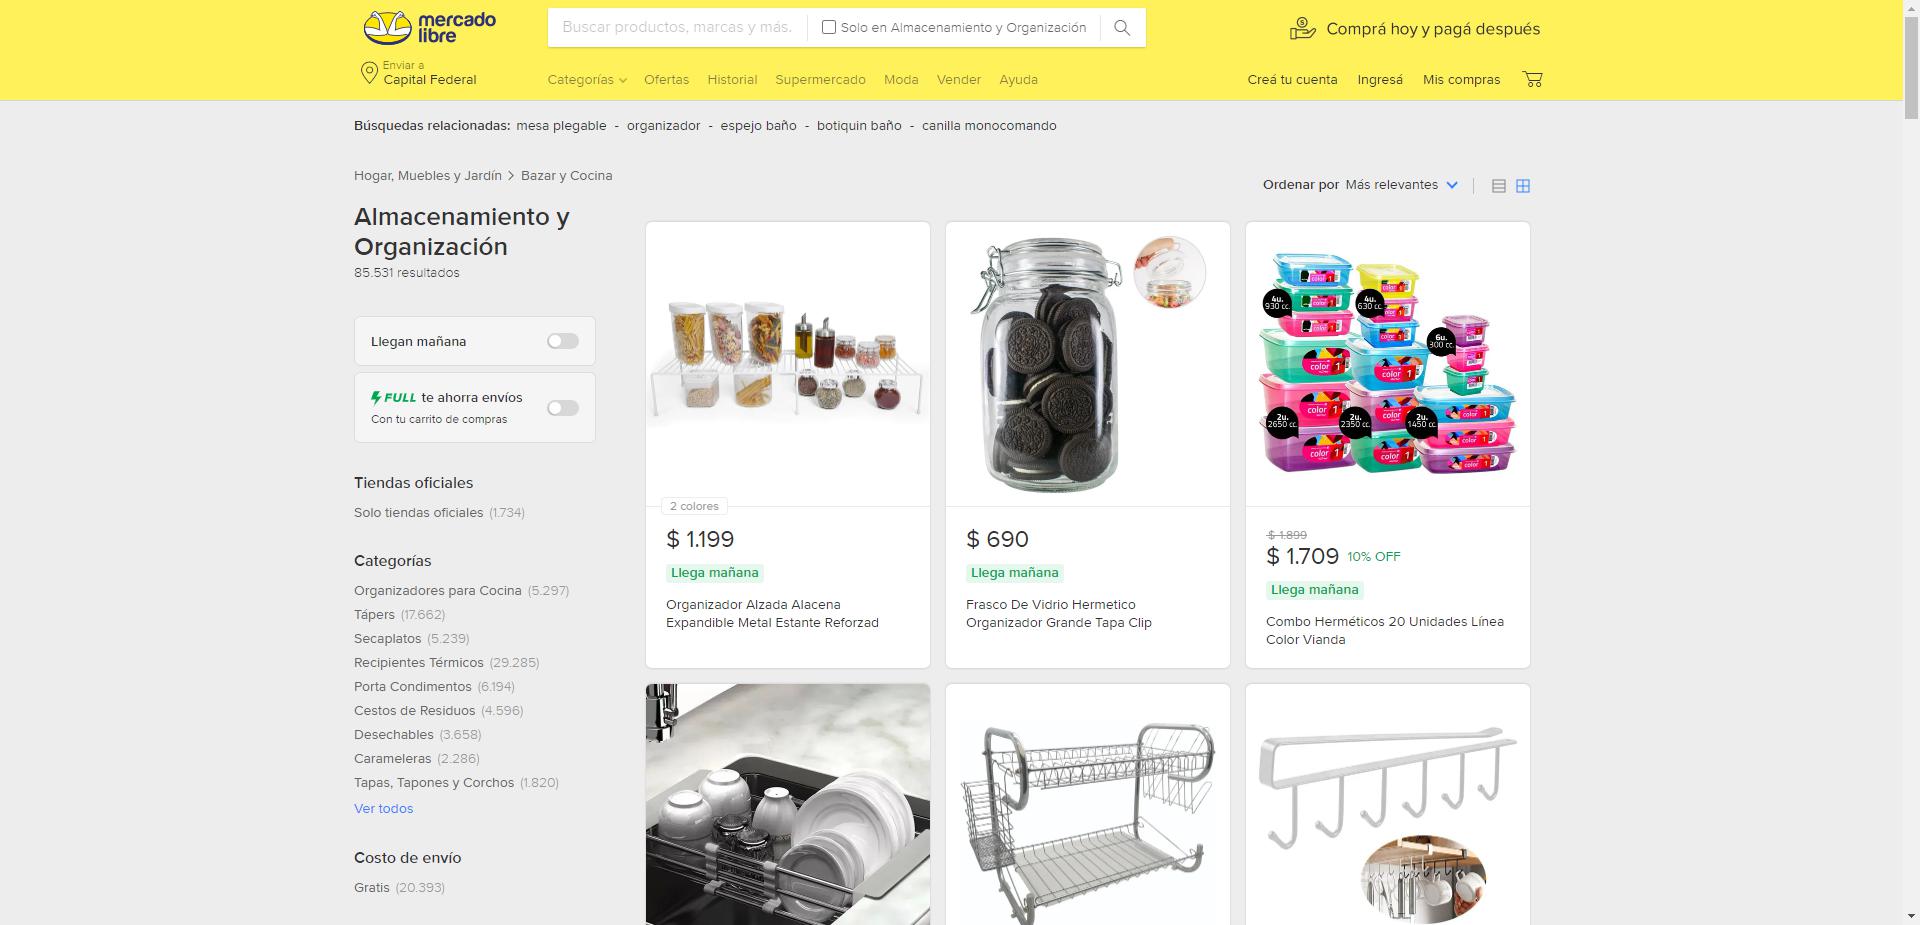 mercado
libre
Buscar productos, marcas y más.
Solo en Almacenamiento y Organización
Comprá hoy y pagá después
Enviar a
Capital Federal
Categorías
Ofertas
Historial
Supermercado
Moda
Vender
Ayuda
Creá tu cuenta
Ingresá
Mis compras
Búsquedas relacionadas: mesa plegable - organizador - espejo baño - botiquin baño - canilla monocomando
Hogar, Muebles y Jardín > Bazar y Cocina
Ordenar por Más relevantes
Almacenamiento y
Organización
85.531 resultados
Llegan mañana
FULL te ahorra envíos
Con tu carrito de compras
Tiendas oficiales
Solo tiendas oficiales (1.734)
Categorías
Organizadores para Cocina (5.297)
Tápers (17.662)
Secaplatos (5.239)
Recipientes Térmicos (29.285)
Porta Condimentos (6.194)
Cestos de Residuos (4.596)
Desechables (3.658)
Carameleras (2.286)
Tapas, Tapones y Corchos (1.820)
Ver todos
Costo de envío
Gratis (20.393)
2 colores
$ 1.199
Llega mañana
Organizador Alzada Alacena
Expandible Metal Estante Reforzad
$ 690
Llega mañana
Frasco De Vidrio Hermetico
Organizador Grande Tapa Clip
4u.
930 cc.
4u.
630 cc.
6u.
300 cc.
2u.
2650 cc.
2u.
2350 cc.
2u.
1450 cc.
color 1
$ 1.899
$ 1.709 10% OFF
Llega mañana
Combo Herméticos 20 Unidades Línea
Color Vianda